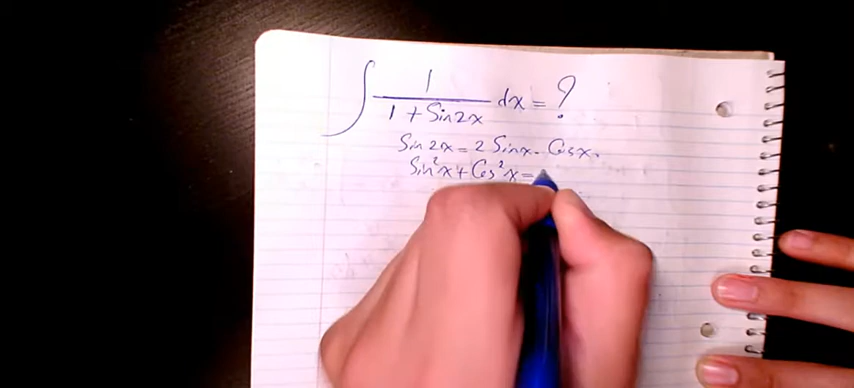 ∫ 1/(1 + Sin2x) dx = ?
Sin 2x = 2 Sinx . Cosx.
Sin²x + Cos²x =